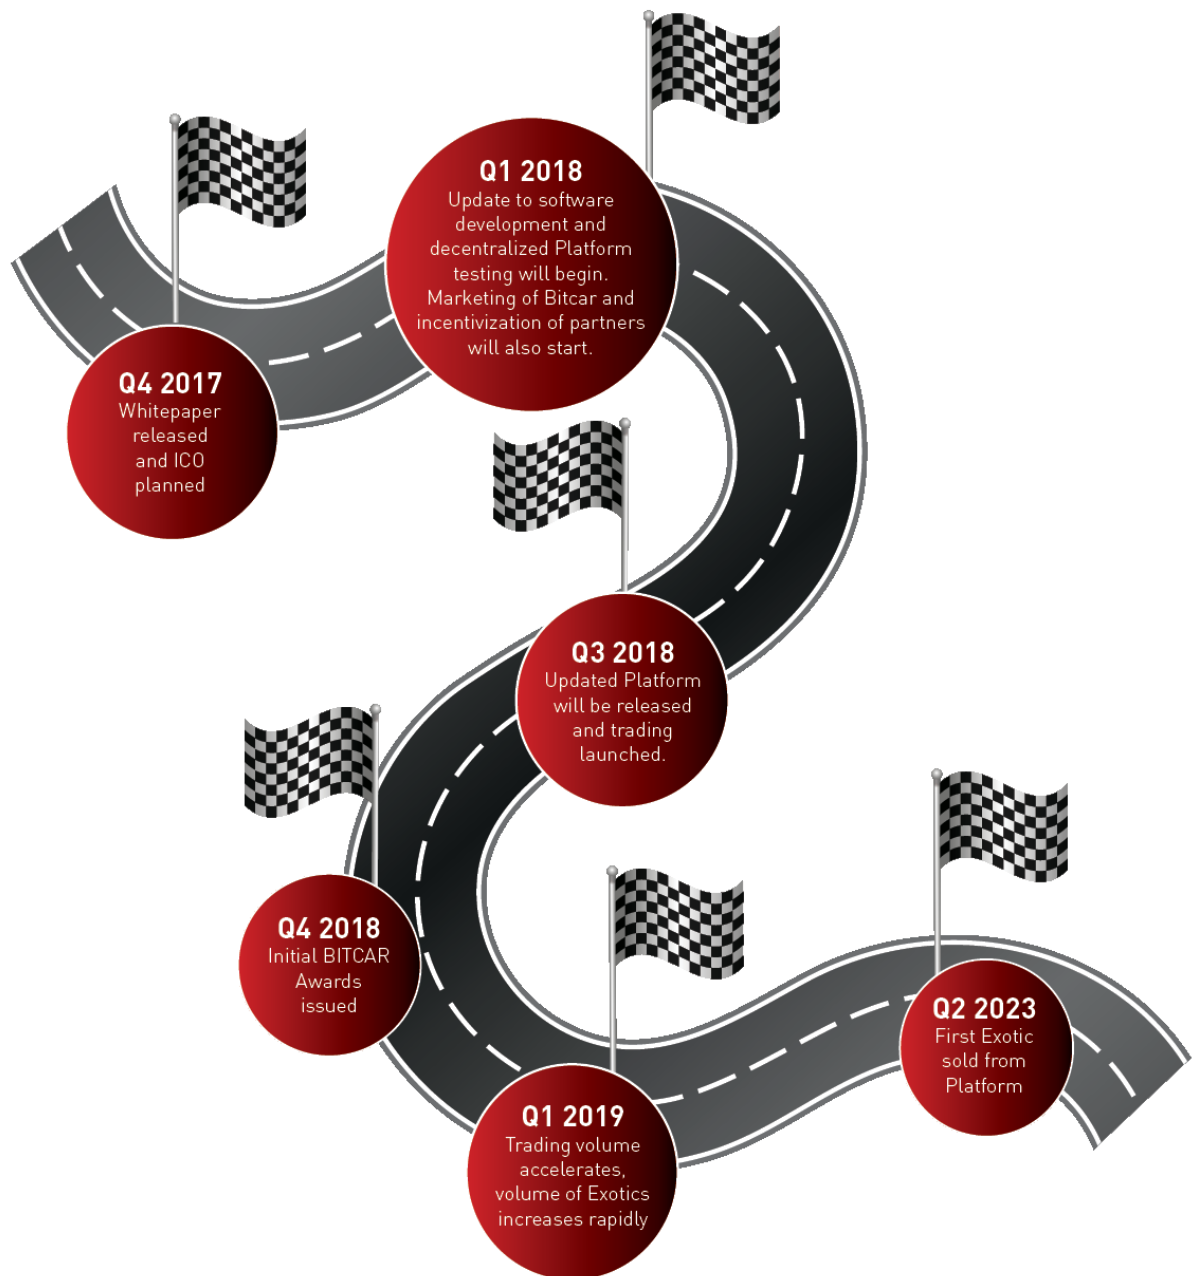 Q4 2017
Whitepaper
released
and ICO
planned
Q1 2018
Update to software
development and
decentralized Platform
testing will begin.
Marketing of Bitcar and
incentivization of partners
will also start.
Q3 2018
Updated Platform
will be released
and trading
launched.
Q4 2018
Initial BITCAR
Awards
issued
Q1 2019
Trading volume
accelerates,
volume of Exotics
increases rapidly
Q2 2023
First Exotic
sold from
Platform